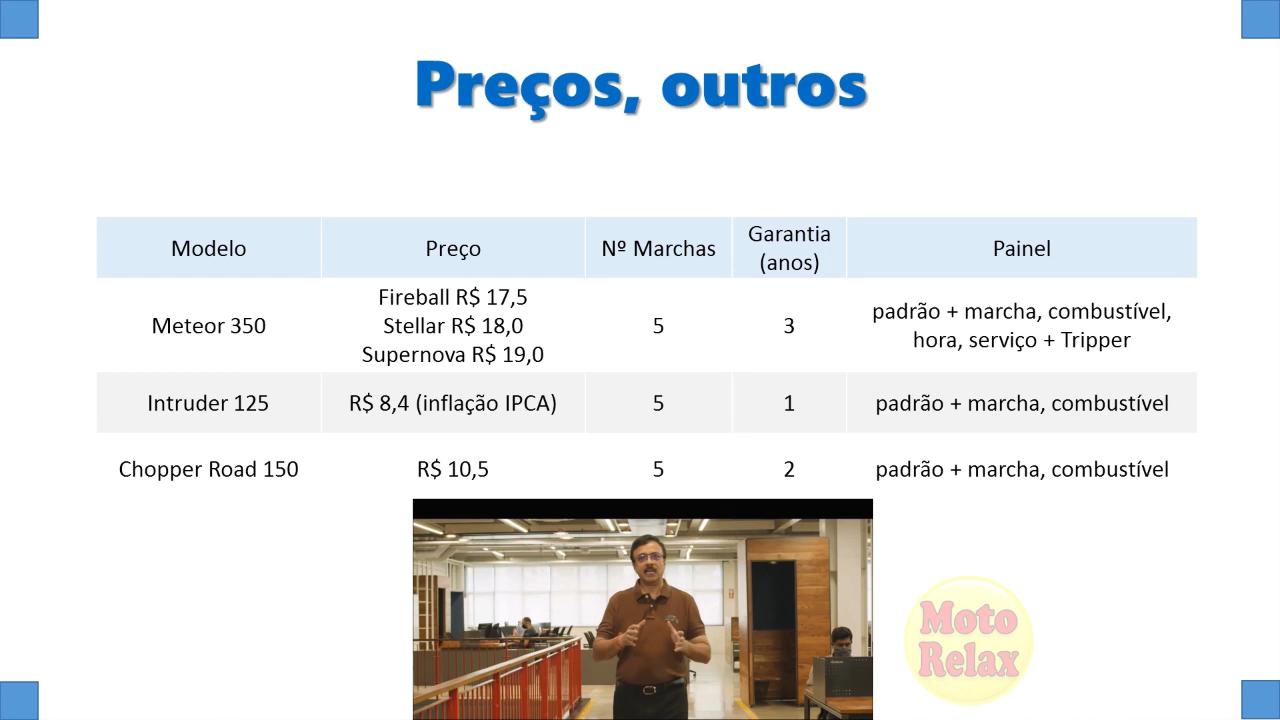 Preços, outros
Modelo Preço Nº Marchas Garantia (anos) Painel
Meteor 350
Fireball R$ 17,5
Stellar R$ 18,0
Supernova R$ 19,0
5
3
padrão + marcha, combustível,
hora, serviço + Tripper
Intruder 125 R$ 8,4 (inflação IPCA) 5 1 padrão + marcha, combustível
Chopper Road 150 R$ 10,5 5 2 padrão + marcha, combustível
Moto
Relax